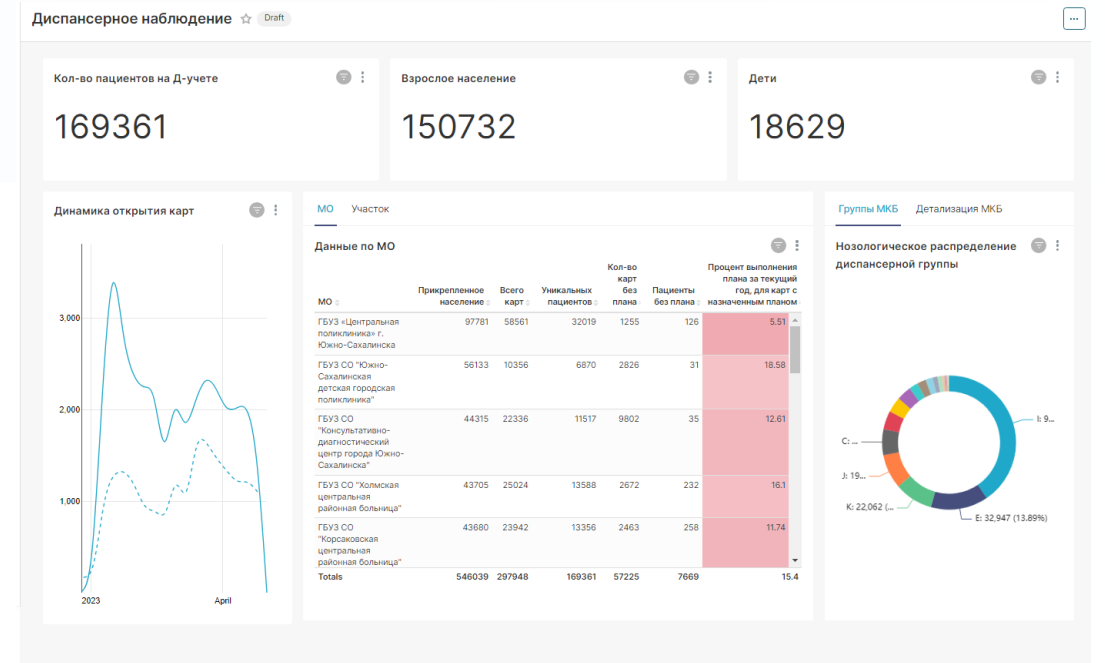 Диспансерное наблюдение
Draft
Кол-во пациентов на Д-учете
169361
Взрослое население
150732
Дети
18629
Динамика открытия карт
3,000
2,000
1,000
2023
April
МО
Участок
Данные по МО
МО
Прикрепленное
население
Всего
карт
Уникальных
пациентов
Кол-во
карт
без
плана
Пациенты
без плана
Процент выполнения
плана за текущий
год, для карт с
назначенным планом
ГБУЗ «Центральная
поликлиника» г.
Южно-Сахалинска
97781 58561 32019 1255 126 5.51
ГБУЗ СО "Южно-
Сахалинская
детская городская
поликлиника"
56133 10356 6870 2826 31 18.58
ГБУЗ СО
"Консультативно-
диагностический
центр города Южно-
Сахалинска"
44315 22336 11517 9802 35 12.61
ГБУЗ СО "Холмская
центральная
районная больница"
43705 25024 13588 2672 232 16.1
ГБУЗ СО
"Корсаковская
центральная
районная больница"
43680 23942 13356 2463 258 11.74
Totals 546039 297948 169361 57225 7669 15.4
Группы МКБ
Детализация МКБ
Нозологическое распределение
диспансерной группы
I: 9...
C: ...
J: 19...
K: 22,062 (...
E: 32,947 (13.89%)